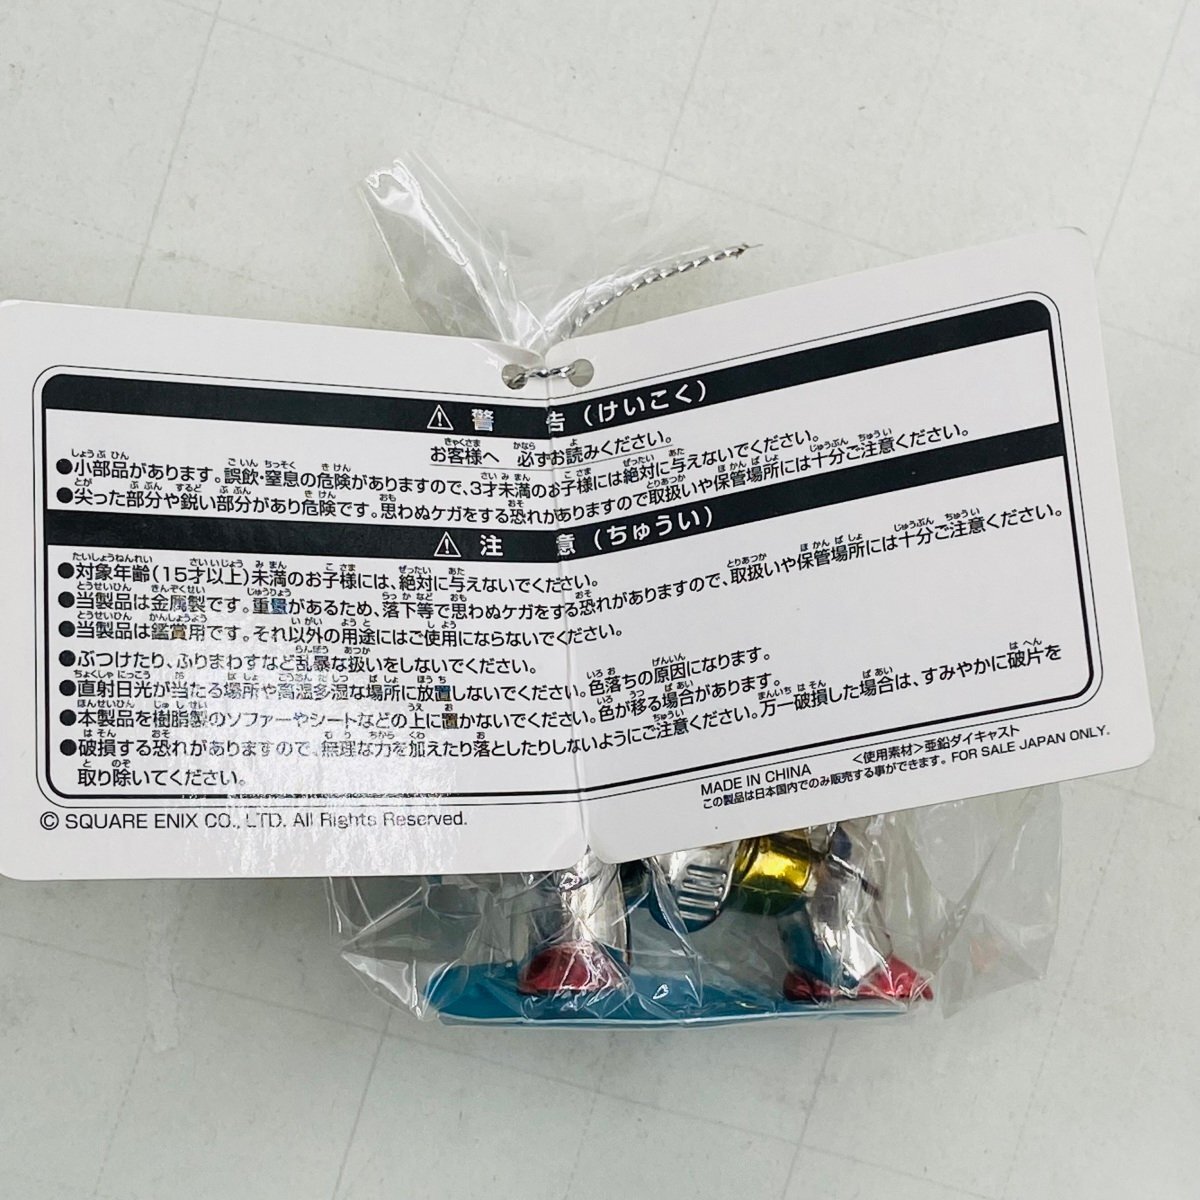 ⚠ 警 告 (けいこく)
お客様へ 必ずお読みください。
●小部品があります。誤飲・窒息の危険がありますので、3才未満のお子様には絶対に与えないでください。
●尖った部分や鋭い部分があり危険です。思わぬケガをする恐れがありますので取扱いや保管場所には十分ご注意ください。
⚠ 注 意 (ちゅうい)
●対象年齢(15才以上)未満のお子様には、絶対に与えないでください。
●当製品は金属製です。重量があるため、落下等で思わぬケガをする恐れがありますので、取扱いや保管場所には十分ご注意ください。
●当製品は鑑賞用です。それ以外の用途にはご使用にならないでください。
●ぶつけたり、ふりまわすなど乱暴な扱いをしないでください。
●直射日光が当たる場所や高温多湿な場所に放置しないでください。色落ちの原因になります。
●本製品を樹脂製のソファーやシートなどの上に置かないでください。色が移る場合があります。
●破損する恐れがありますので、無理な力を加えたり落としたりしないようにご注意ください。万一破損した場合は、すみやかに破片を
取り除いてください。
© SQUARE ENIX CO., LTD. All Rights Reserved.
MADE IN CHINA <使用素材>亜鉛ダイキャスト
この製品は日本国内でのみ販売する事ができます。FOR SALE JAPAN ONLY.